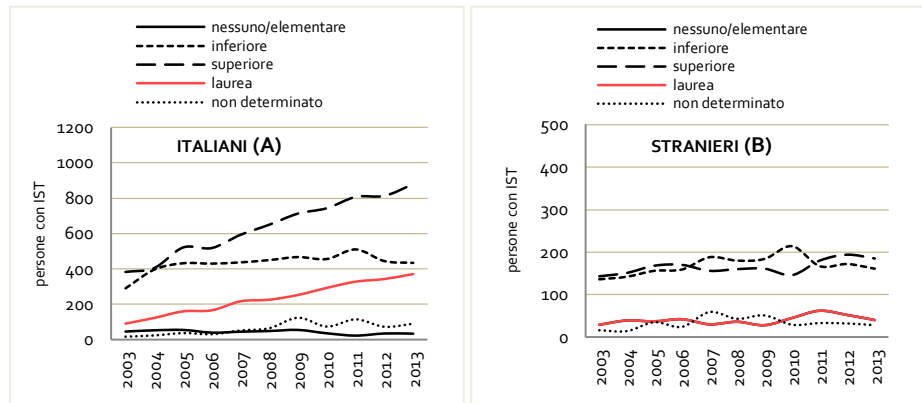 nessuno/elementare
inferiore
superiore
laurea
non determinato
persone con IST
1200
1000
800
600
400
200
0
ITALIANI (A)
2003
2004
2005
2006
2007
2008
2009
2010
2011
2012
2013
nessuno/elementare
inferiore
superiore
laurea
non determinato
persone con IST
500
400
300
200
100
0
STRANIERI (B)
2003
2004
2005
2006
2007
2008
2009
2010
2011
2012
2013